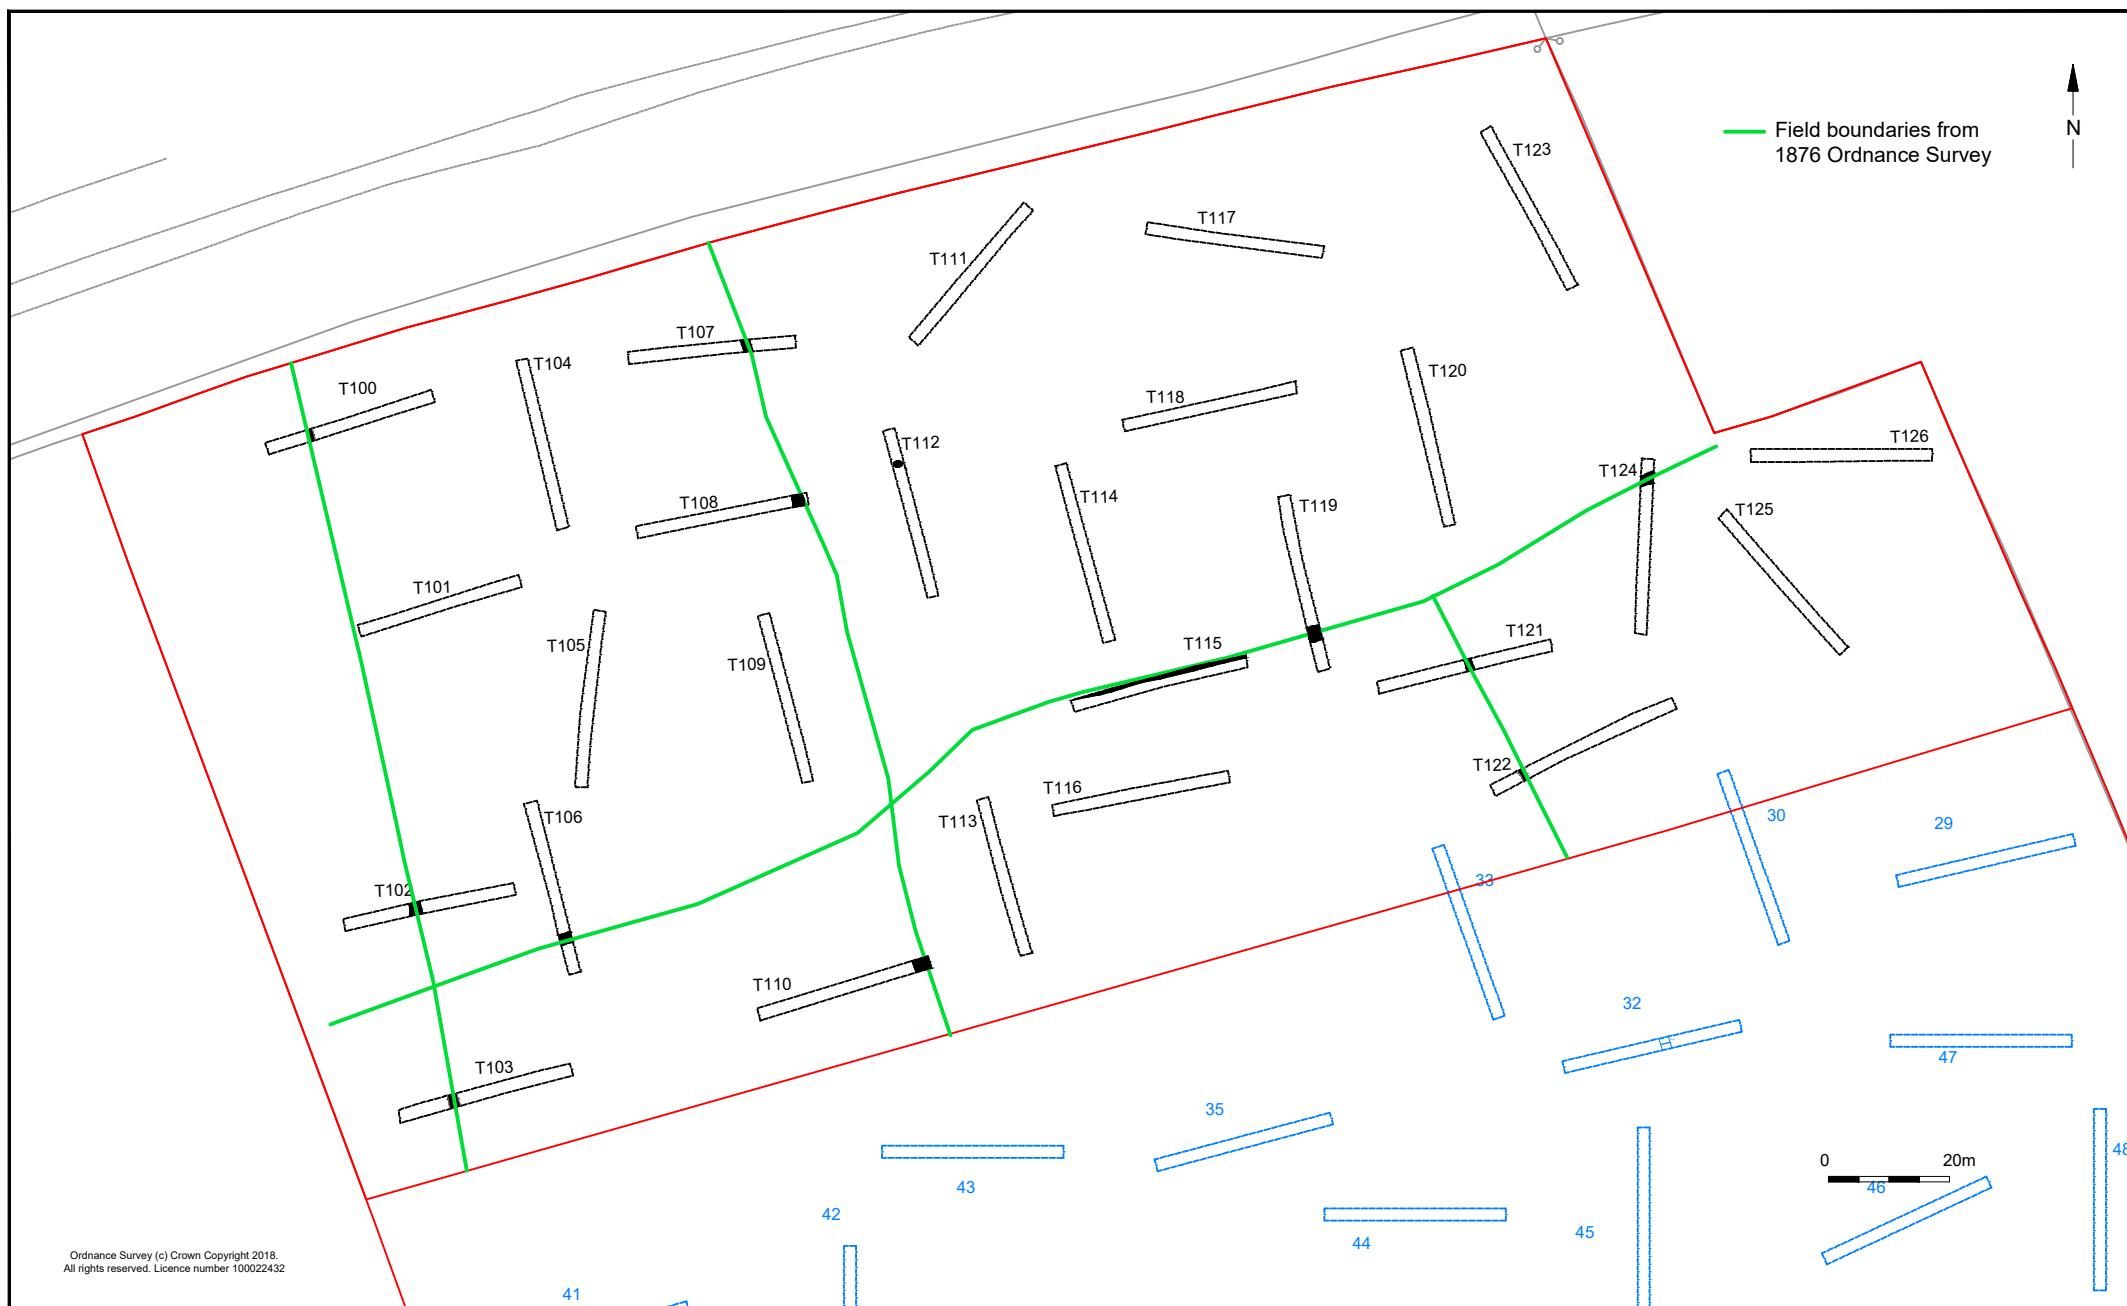 Field boundaries from
1876 Ordnance Survey
N
T123
T117
T111
T107
T104
T100
T120
T118
T112
T126
T124
T108
T114
T119
T125
T101
T105
T109
T115
T121
T122
T116
T106
T113
30
29
33
T102
T110
32
47
T103
35
48
0 20m
46
43
42
44
45
Ordnance Survey (c) Crown Copyright 2018.
All rights reserved. Licence number 100022432
41